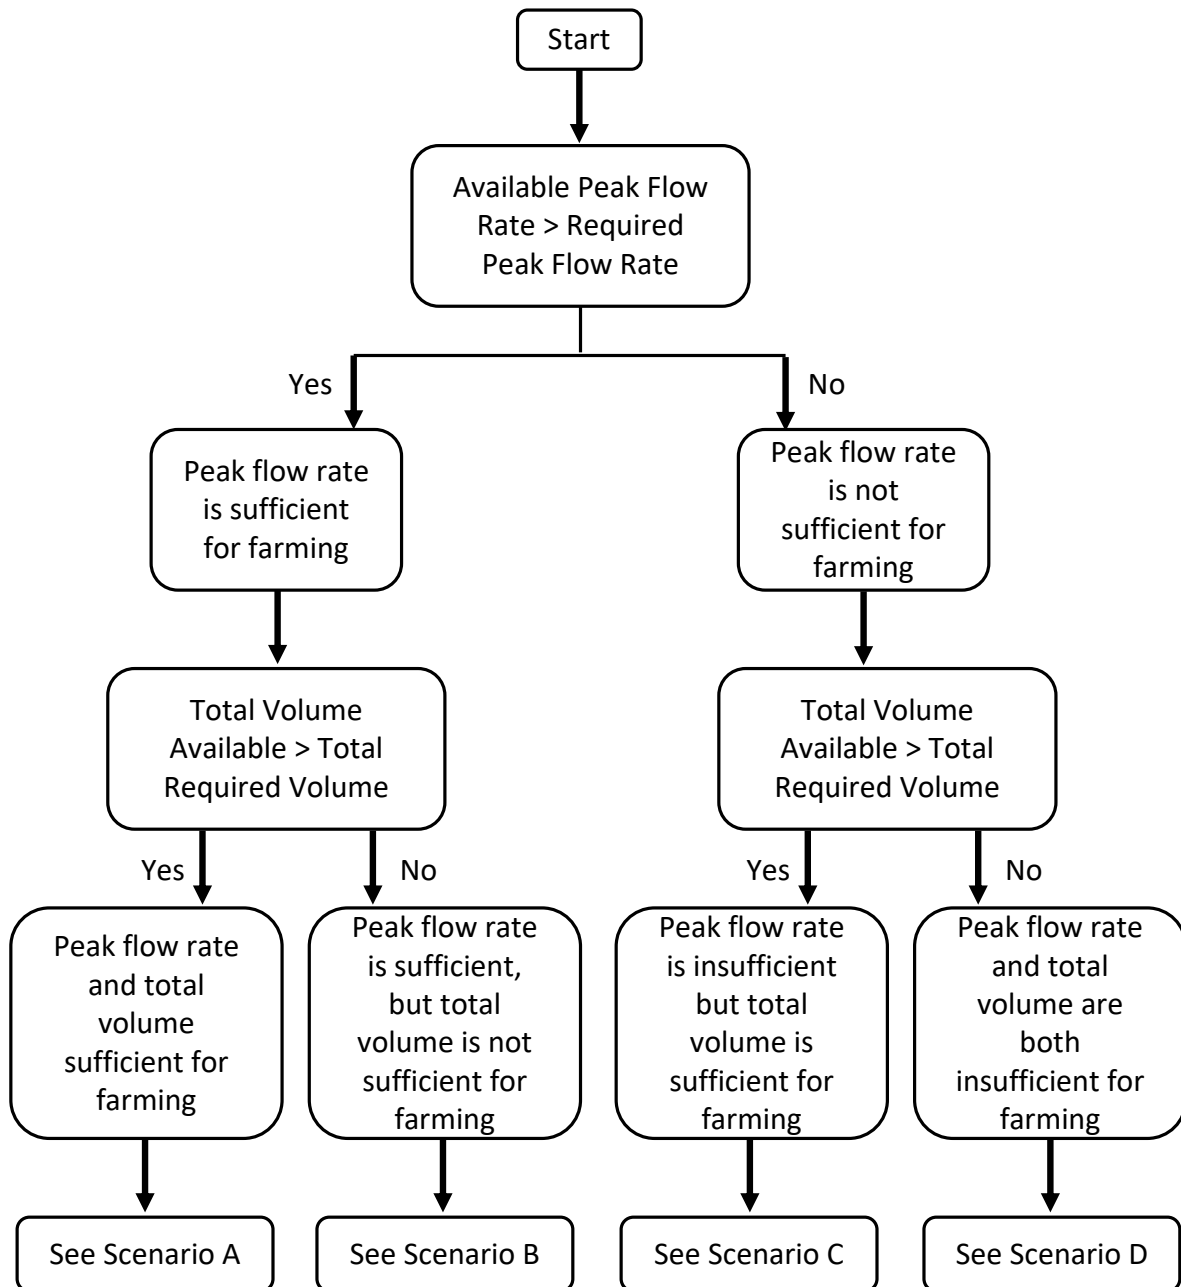 Start
Available Peak Flow
Rate > Required
Peak Flow Rate
Yes
No
Peak flow rate
is sufficient
for farming
Peak flow rate
is not
sufficient for
farming
Total Volume
Available > Total
Required Volume
Total Volume
Available > Total
Required Volume
Yes
No
Yes
No
Peak flow rate
and total
volume
sufficient for
farming
Peak flow rate
is sufficient,
but total
volume is not
sufficient for
farming
Peak flow rate
is insufficient
but total
volume is
sufficient for
farming
Peak flow rate
and total
volume are
both
insufficient for
farming
See Scenario A
See Scenario B
See Scenario C
See Scenario D